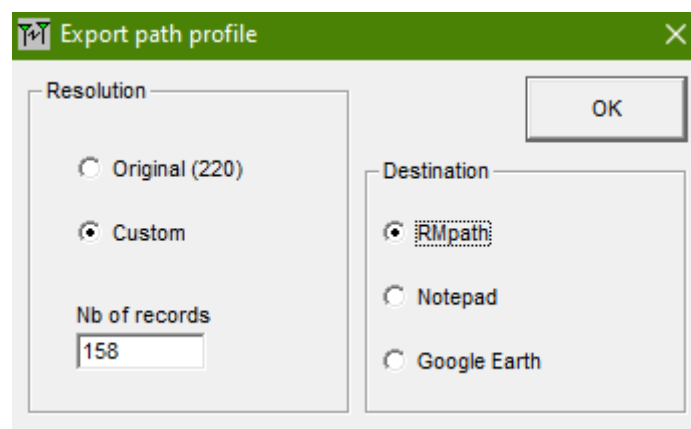 Export path profile
Resolution
OK
Original (220)
Destination
Custom
RMpath
Nb of records
Notepad
158
Google Earth